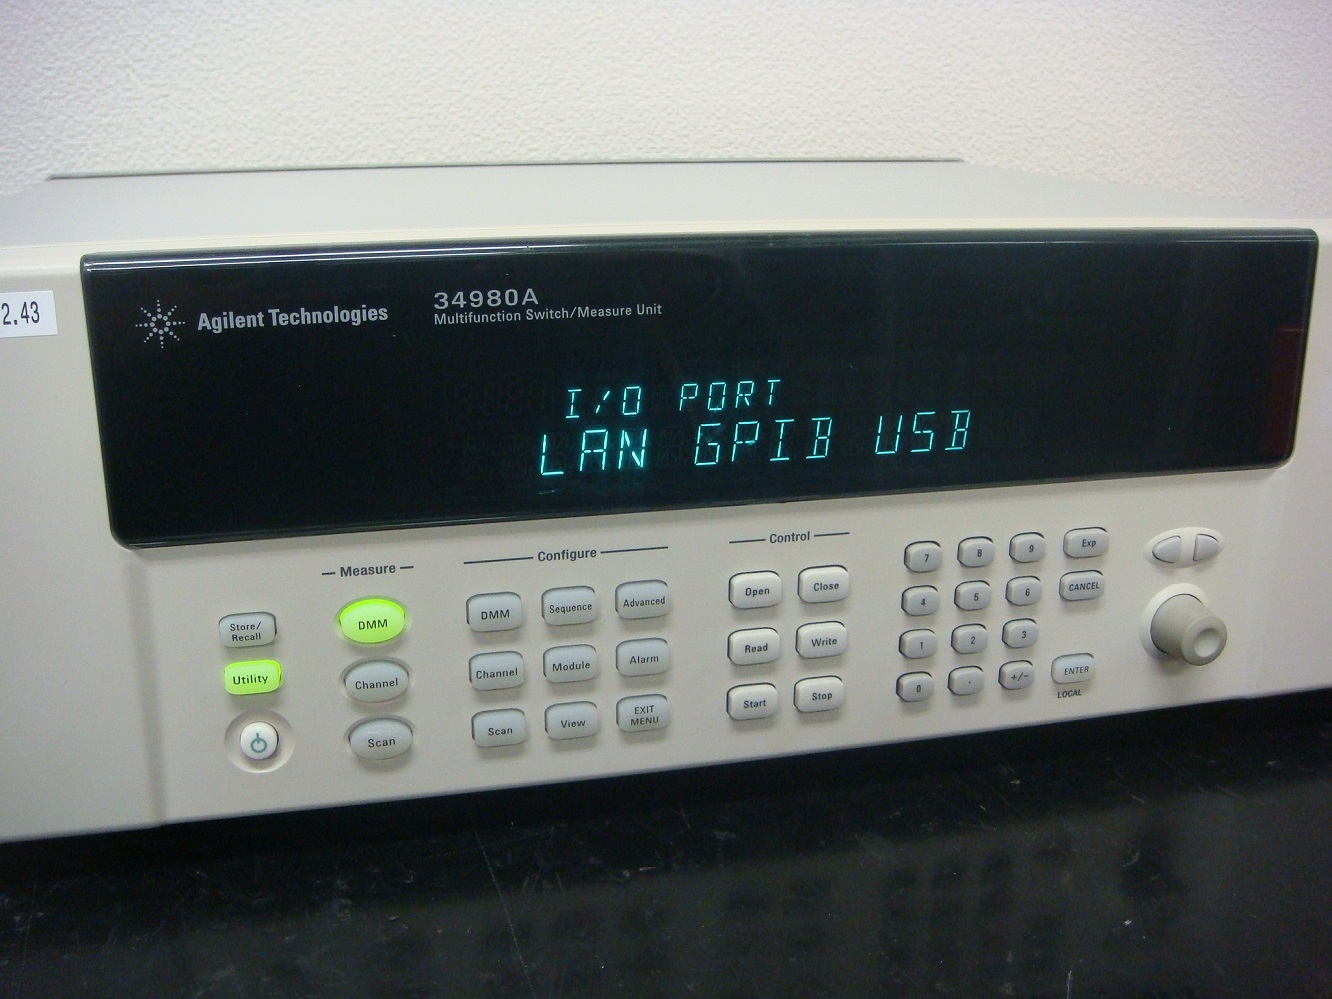 2.43
Agilent Technologies
34980A
Multifunction Switch/Measure Unit
I/O PORT
LAN GPIB USB
Measure
Configure
Control
Store/
Recall
Utility
DMM
Channel
Scan
DMM
Sequence
Advanced
Channel
Module
Alarm
Scan
View
EXIT
MENU
Open
Close
Read
Write
Start
Stop
7
8
9
Exp
4
5
6
CANCEL
1
2
3
0
.
+/−
ENTER
LOCAL